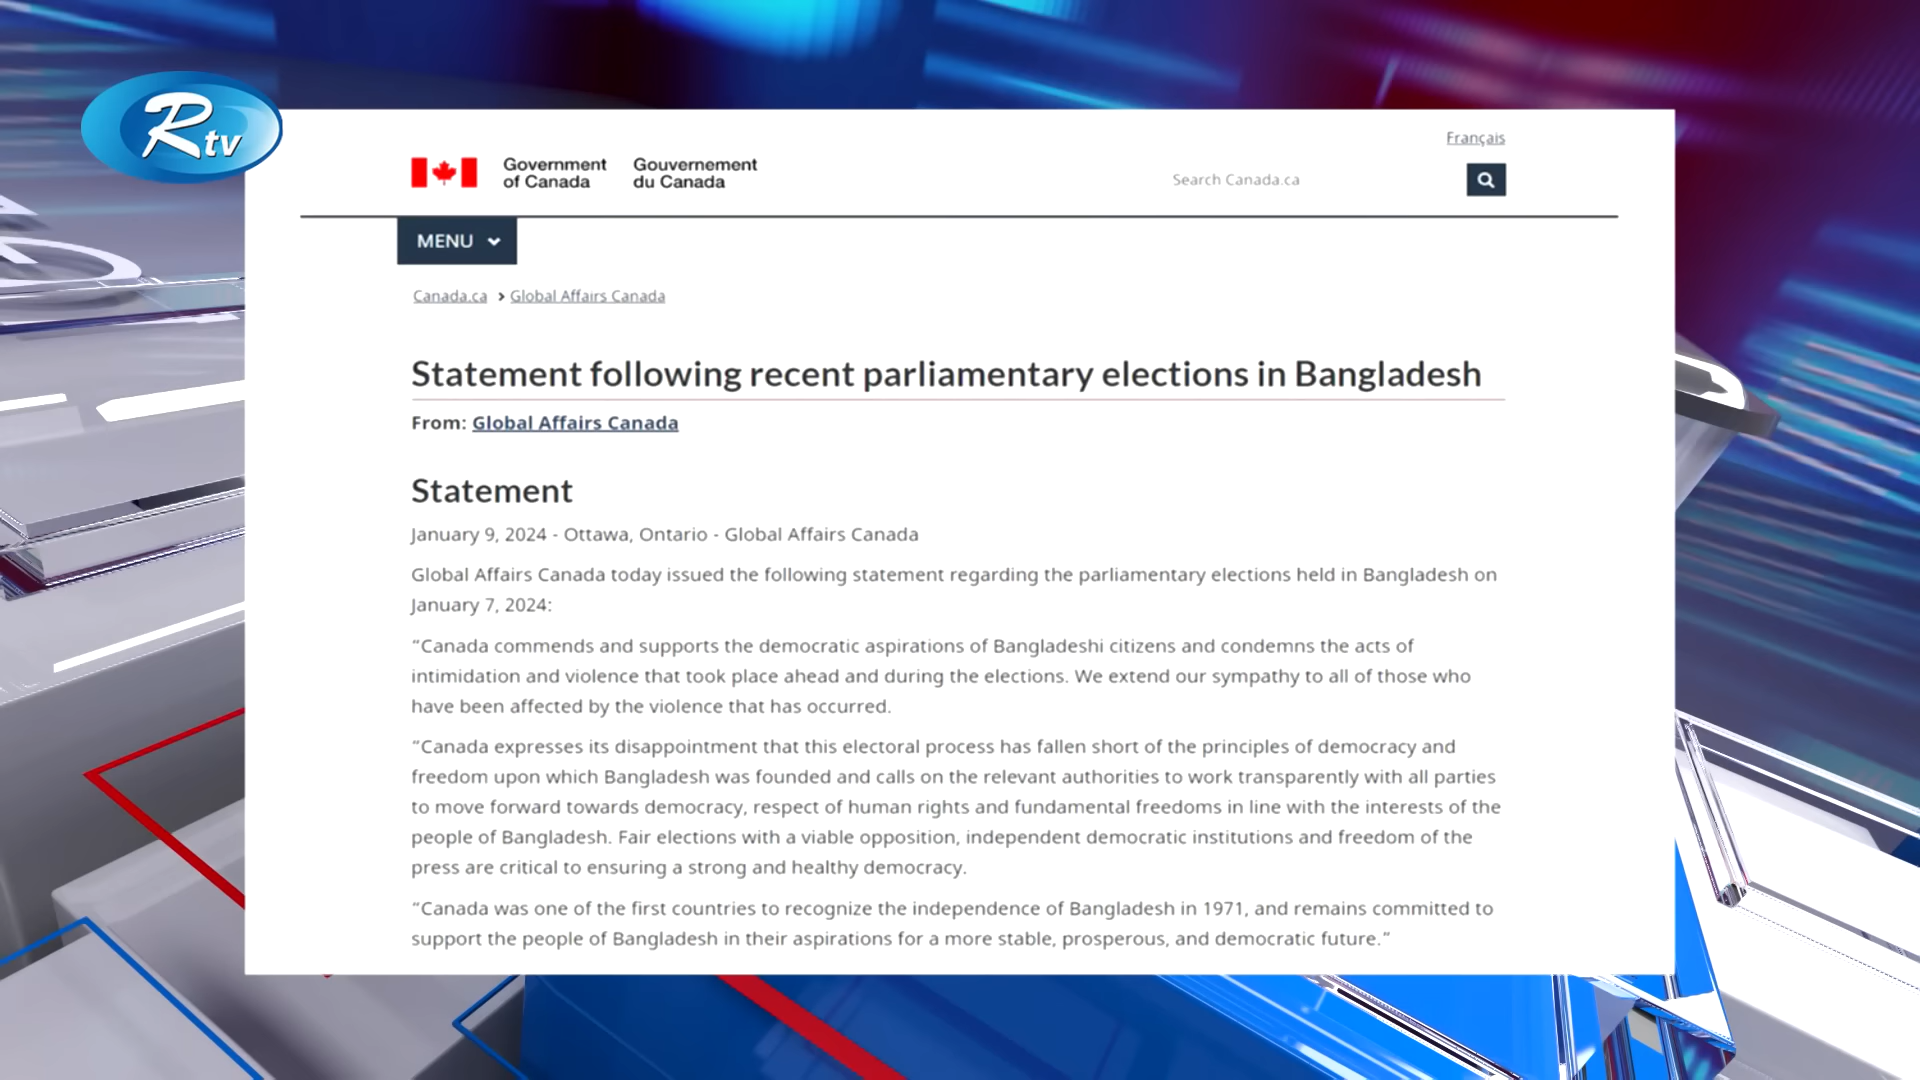 Rtv
Français
Government of Canada
Gouvernement du Canada
Search Canada.ca
MENU
Canada.ca > Global Affairs Canada
Statement following recent parliamentary elections in Bangladesh
From: Global Affairs Canada
Statement
January 9, 2024 - Ottawa, Ontario - Global Affairs Canada
Global Affairs Canada today issued the following statement regarding the parliamentary elections held in Bangladesh on
January 7, 2024:
“Canada commends and supports the democratic aspirations of Bangladeshi citizens and condemns the acts of
intimidation and violence that took place ahead and during the elections. We extend our sympathy to all of those who
have been affected by the violence that has occurred.
“Canada expresses its disappointment that this electoral process has fallen short of the principles of democracy and
freedom upon which Bangladesh was founded and calls on the relevant authorities to work transparently with all parties
to move forward towards democracy, respect of human rights and fundamental freedoms in line with the interests of the
people of Bangladesh. Fair elections with a viable opposition, independent democratic institutions and freedom of the
press are critical to ensuring a strong and healthy democracy.
“Canada was one of the first countries to recognize the independence of Bangladesh in 1971, and remains committed to
support the people of Bangladesh in their aspirations for a more stable, prosperous, and democratic future.”